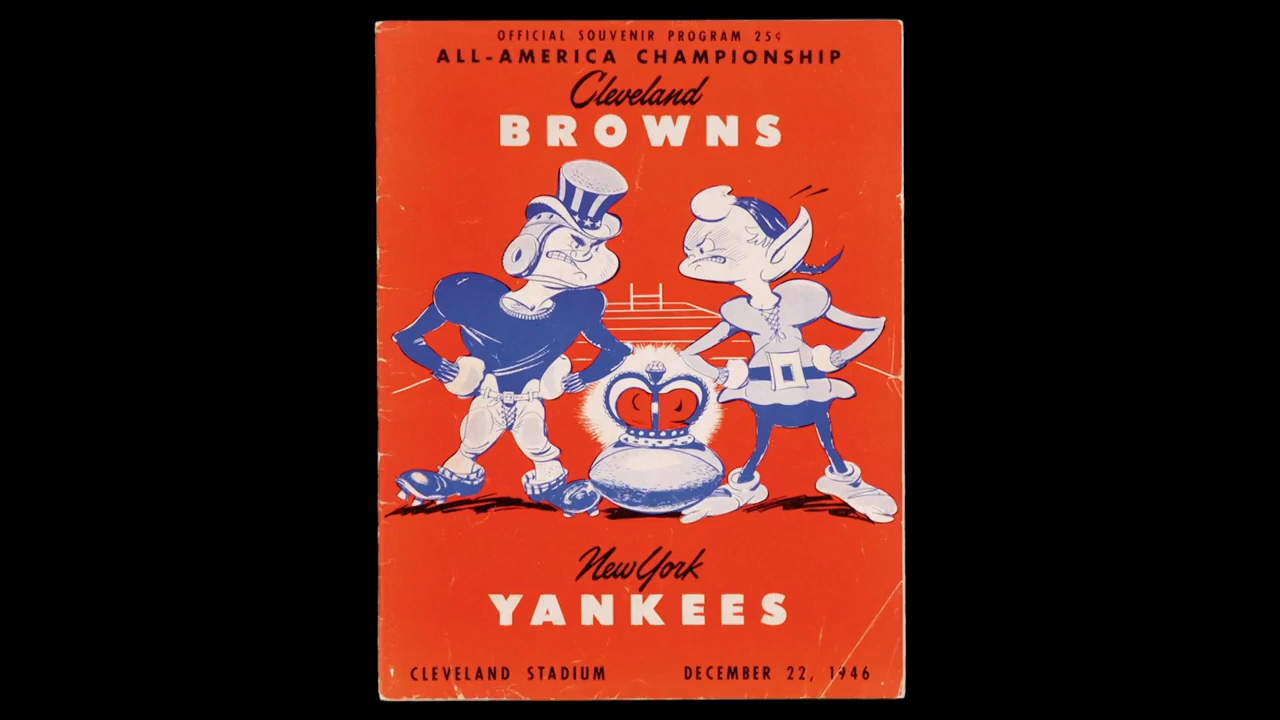 OFFICIAL SOUVENIR PROGRAM 25¢
ALL-AMERICA CHAMPIONSHIP
Cleveland
BROWNS
New York
YANKEES
CLEVELAND STADIUM DECEMBER 22, 1946